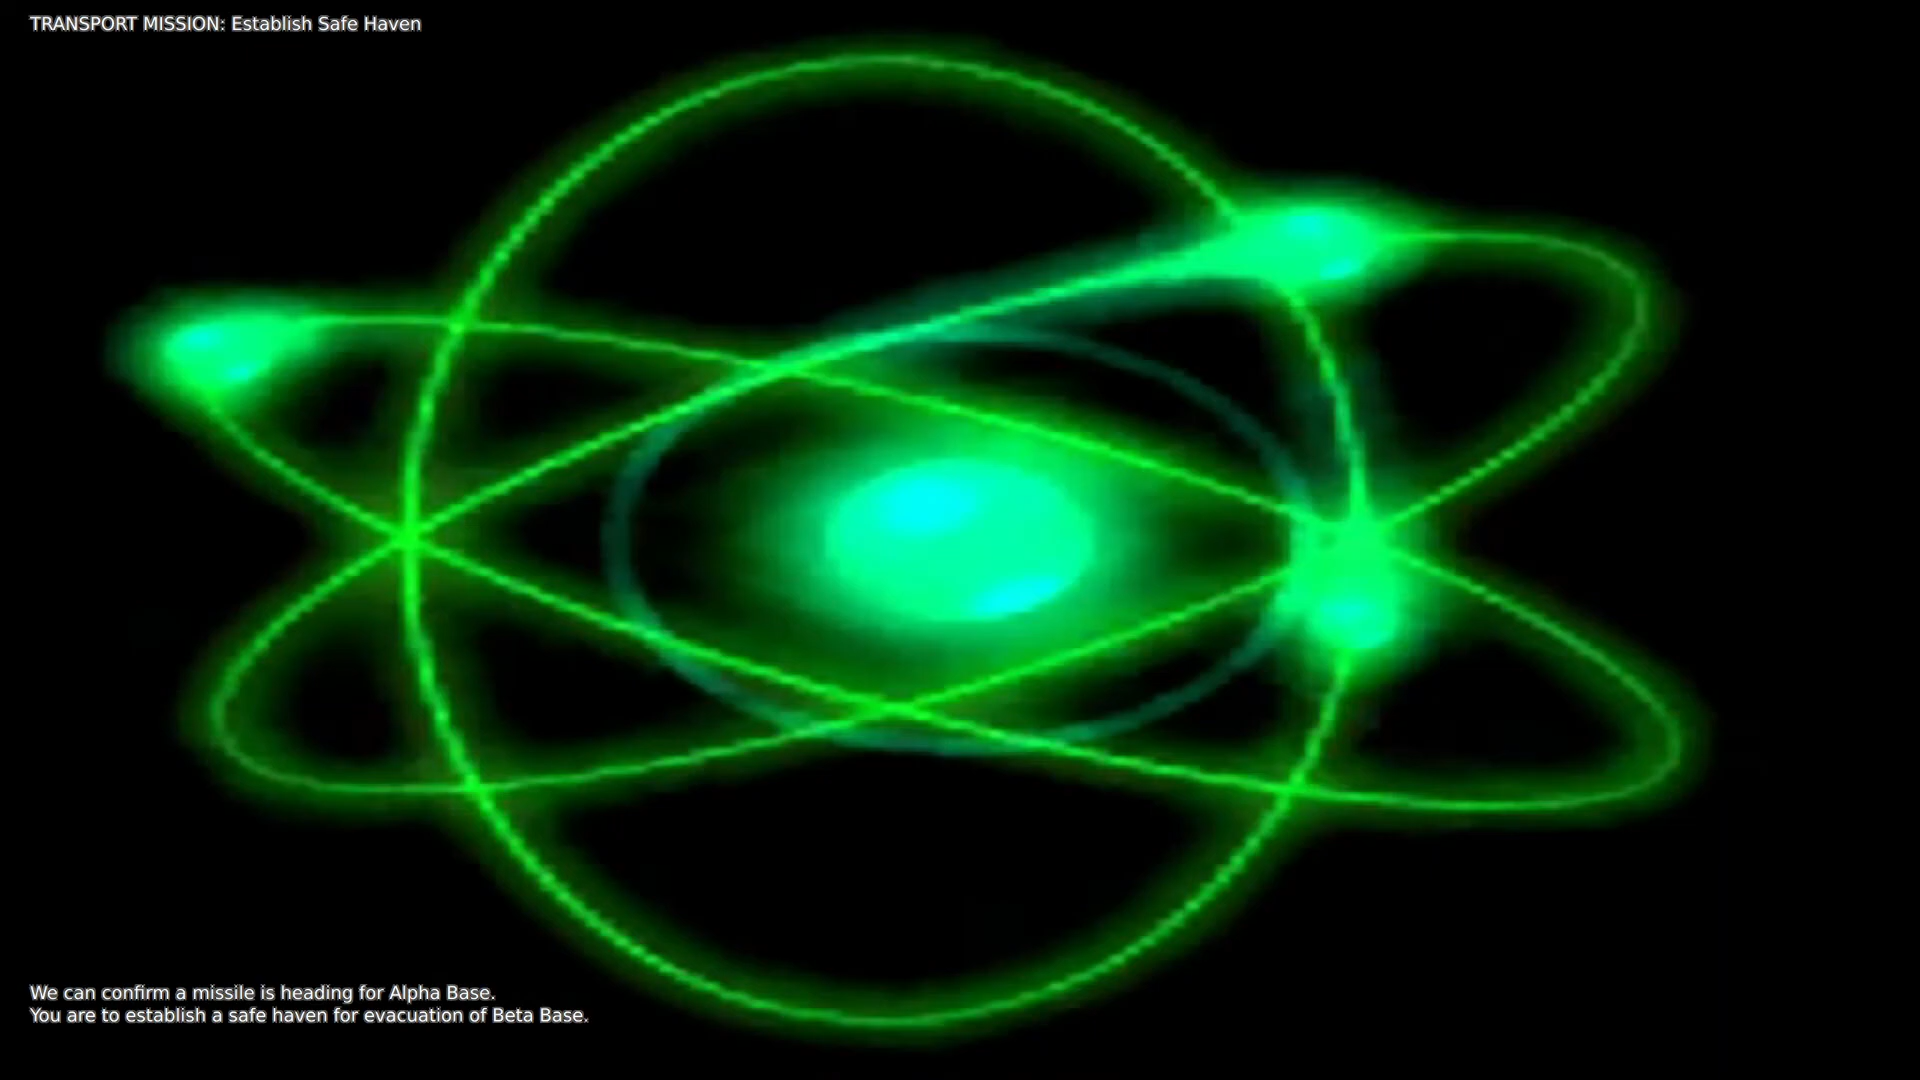 TRANSPORT MISSION: Establish Safe Haven
We can confirm a missile is heading for Alpha Base.
You are to establish a safe haven for evacuation of Beta Base.